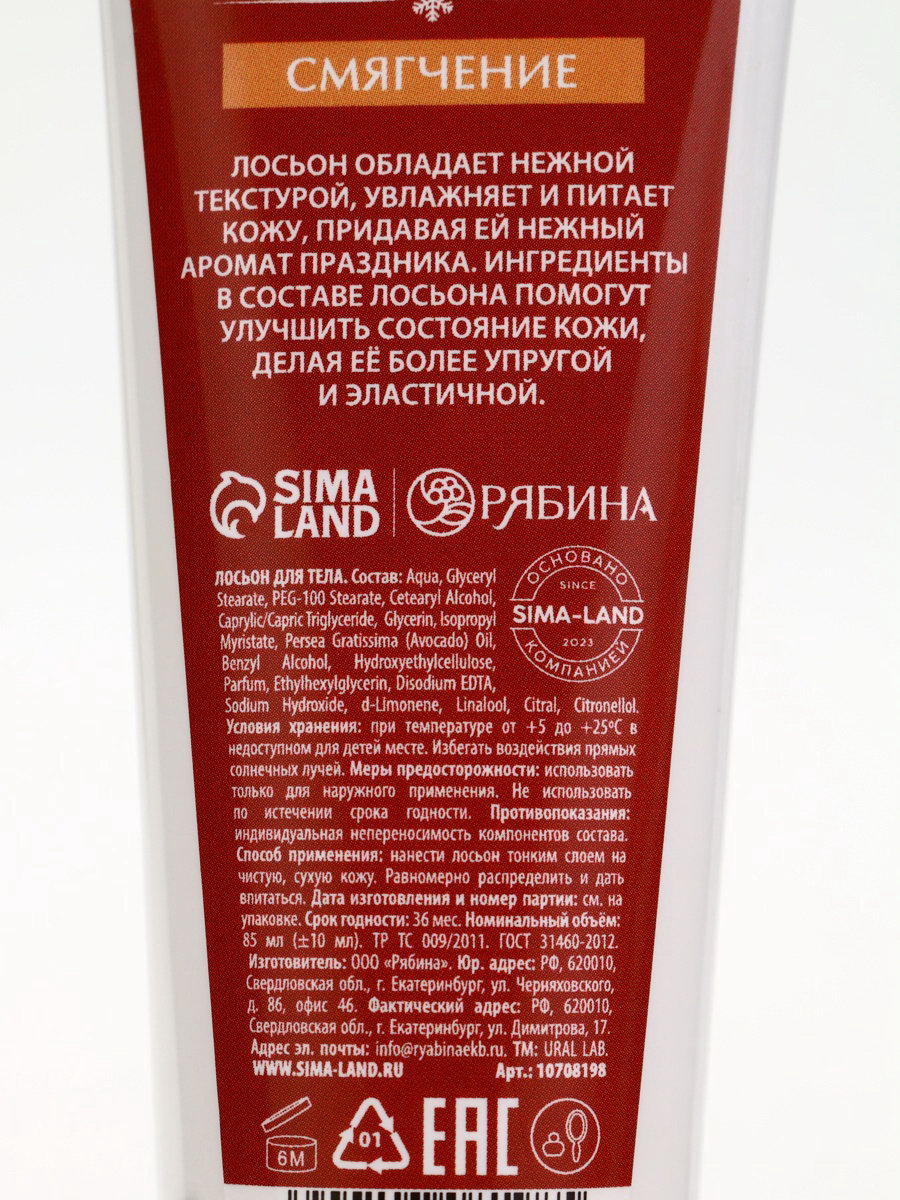 СМЯГЧЕНИЕ
ЛОСЬОН ОБЛАДАЕТ НЕЖНОЙ
ТЕКСТУРОЙ, УВЛАЖНЯЕТ И ПИТАЕТ
КОЖУ, ПРИДАВАЯ ЕЙ НЕЖНЫЙ
АРОМАТ ПРАЗДНИКА. ИНГРЕДИЕНТЫ
В СОСТАВЕ ЛОСЬОНА ПОМОГУТ
УЛУЧШИТЬ СОСТОЯНИЕ КОЖИ,
ДЕЛАЯ ЕЁ БОЛЕЕ УПРУГОЙ
И ЭЛАСТИЧНОЙ.
SIMA
LAND
РЯБИНА
ОСНОВАНО
SINCE
SIMA-LAND
2023
КОМПАНИЕЙ
ЛОСЬОН ДЛЯ ТЕЛА. Состав: Aqua, Glyceryl
Stearate, PEG-100 Stearate, Cetearyl Alcohol,
Caprylic/Capric Triglyceride, Glycerin, Isopropyl
Myristate, Persea Gratissima (Avocado) Oil,
Benzyl Alcohol, Hydroxyethylcellulose,
Parfum, Ethylhexylglycerin, Disodium EDTA,
Sodium Hydroxide, d-Limonene, Linalool, Citral, Citronellol.
Условия хранения: при температуре от +5 до +25ºС в
недоступном для детей месте. Избегать воздействия прямых
солнечных лучей. Меры предосторожности: использовать
только для наружного применения. Не использовать
по истечении срока годности. Противопоказания:
индивидуальная непереносимость компонентов состава.
Способ применения: нанести лосьон тонким слоем на
чистую, сухую кожу. Равномерно распределить и дать
впитаться. Дата изготовления и номер партии: см. на
упаковке. Срок годности: 36 мес. Номинальный объём:
85 мл (±10 мл). ТР ТС 009/2011. ГОСТ 31460-2012.
Изготовитель: ООО «Рябина». Юр. адрес: РФ, 620010,
Свердловская обл., г. Екатеринбург, ул. Черняховского,
д. 86, офис 46. Фактический адрес: РФ, 620010,
Свердловская обл., г. Екатеринбург, ул. Димитрова, 17.
Адрес эл. почты: info@ryabinaekb.ru. ТМ: URAL LAB.
WWW.SIMA-LAND.RU Арт.: 10708198
6М
01
ЕАС